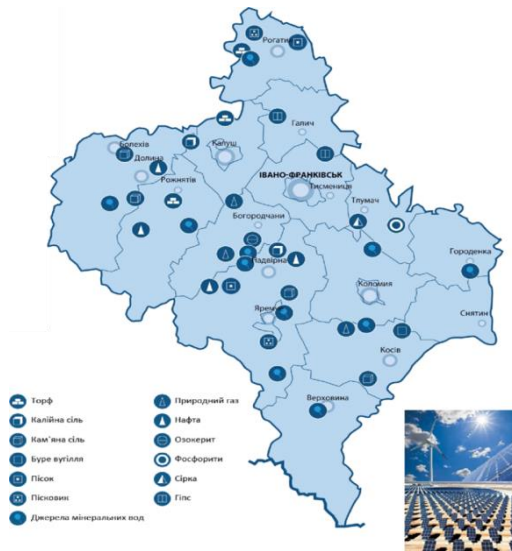 Рогатин
Галич
Болехів
Долина
Калуш
Рожнятів
ІВАНО-ФРАНКІВСЬК
Тисмениця
Тлумач
Богородчани
Городенка
Надвірна
Коломия
Яремче
Снятин
Косів
Верховина
Торф
Калійна сіль
Кам'яна сіль
Буре вугілля
Пісок
Пісковик
Джерела мінеральних вод
Природний газ
Нафта
Озокерит
Фосфорити
Сірка
Гіпс